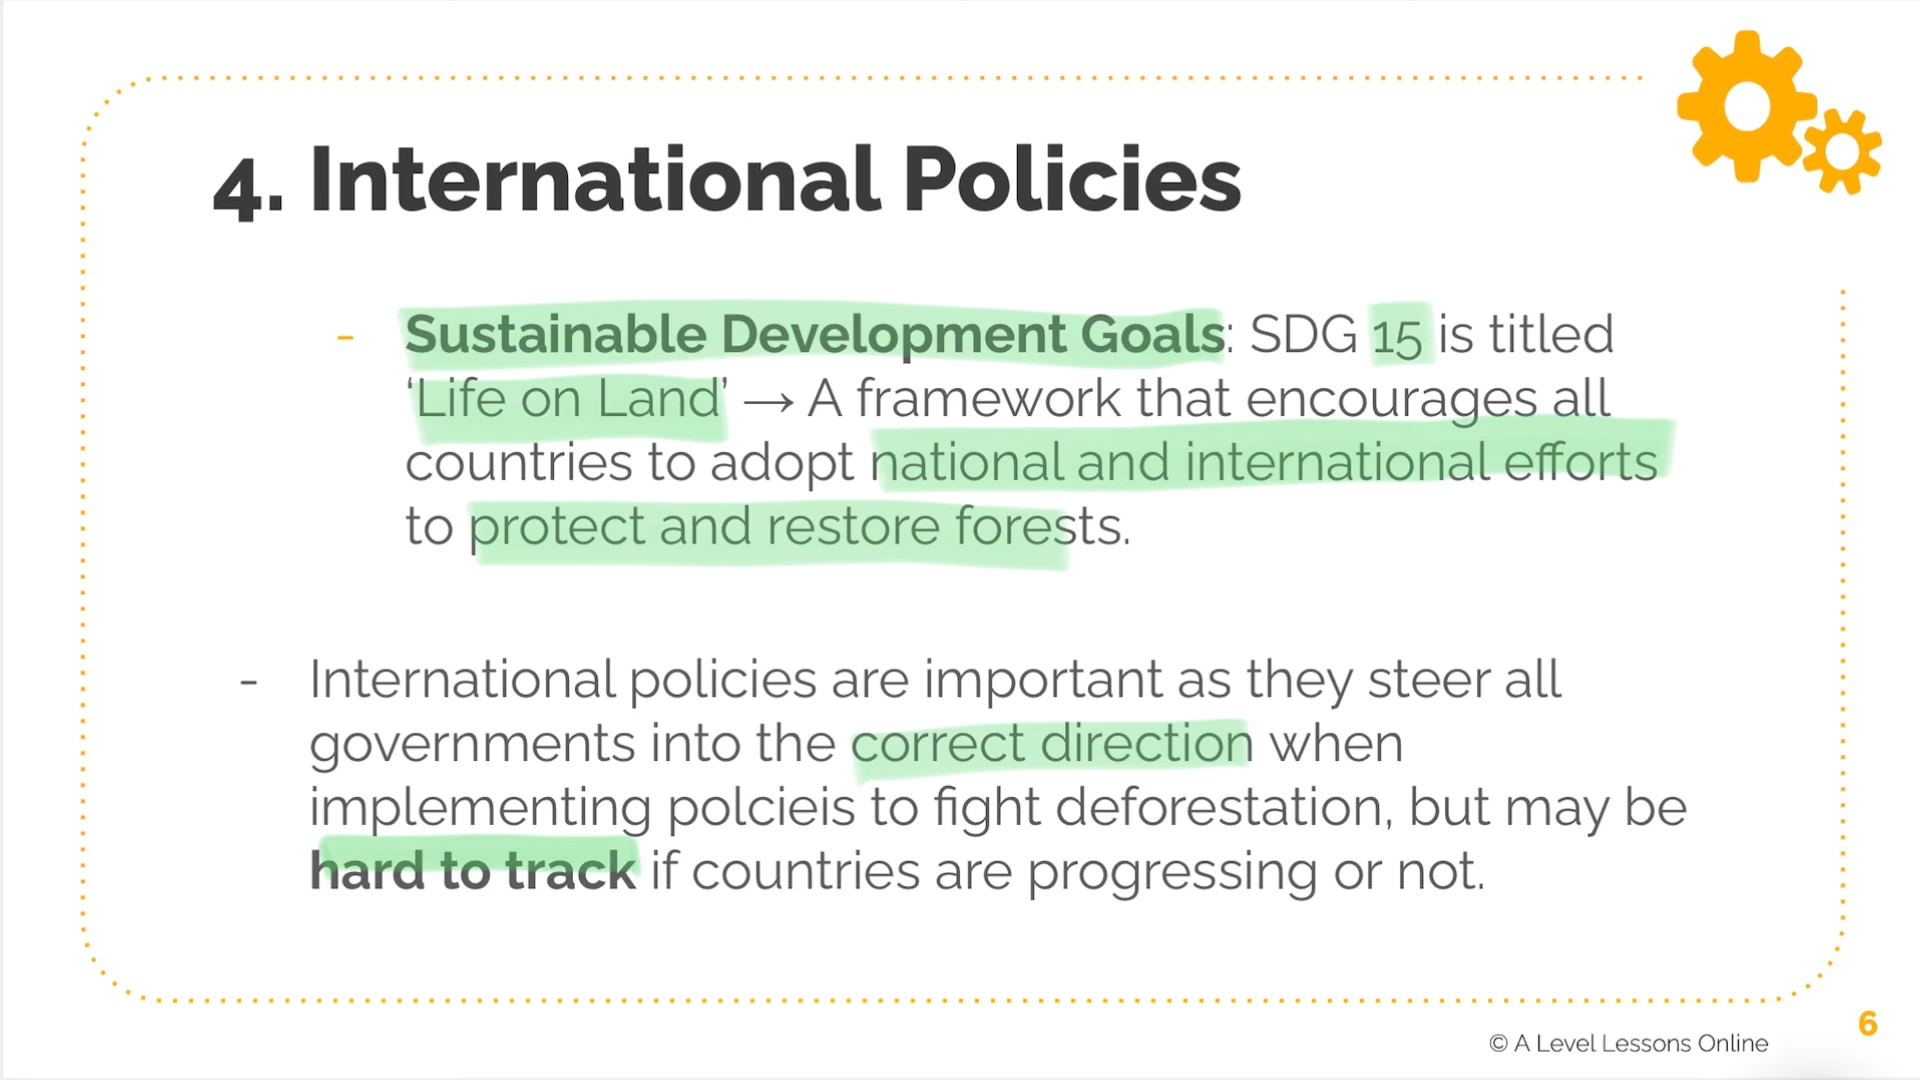 4. International Policies
- Sustainable Development Goals: SDG 15 is titled
‘Life on Land’ → A framework that encourages all
countries to adopt national and international efforts
to protect and restore forests.
- International policies are important as they steer all
governments into the correct direction when
implementing polcieis to fight deforestation, but may be
hard to track if countries are progressing or not.
© A Level Lessons Online
6